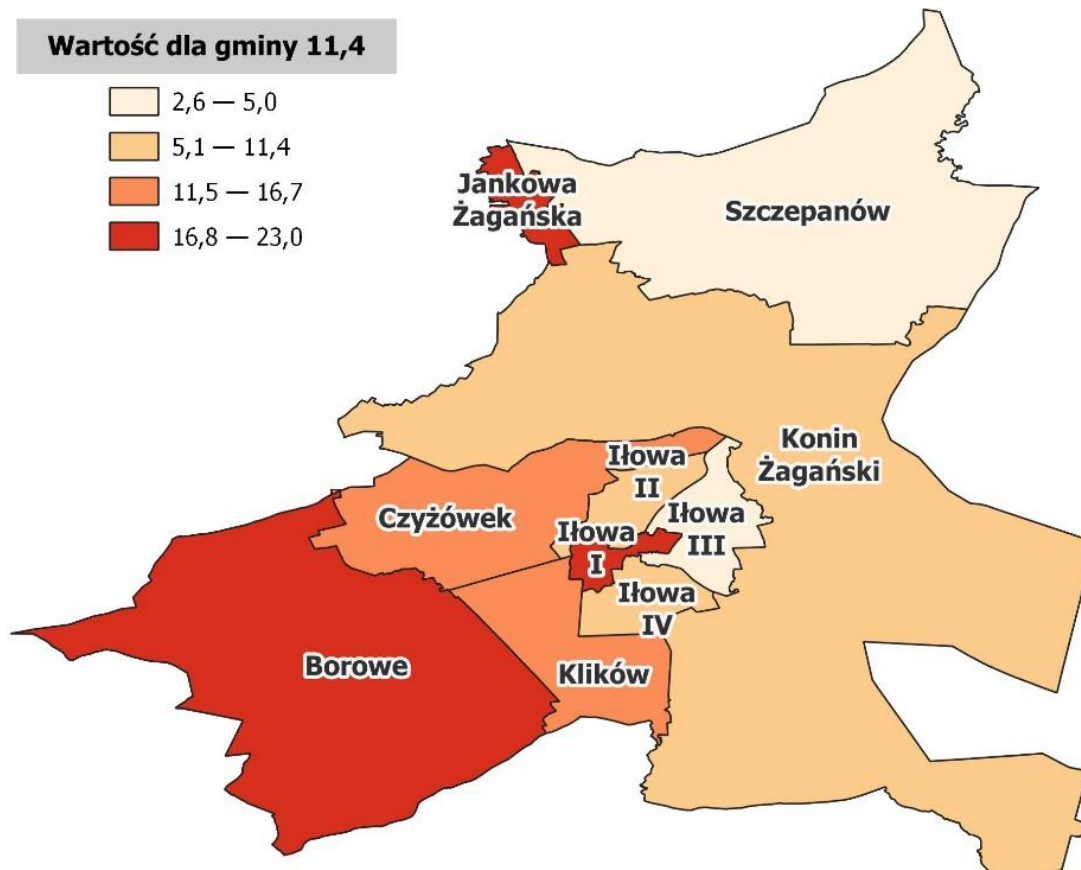 Wartość dla gminy 11,4
2,6 — 5,0
5,1 — 11,4
11,5 — 16,7
16,8 — 23,0
Jankowa
Żagańska
Szczepanów
Konin
Żagański
Iłowa
II
Czyżówek
Iłowa
III
Iłowa
I
Iłowa
IV
Borowe
Klików